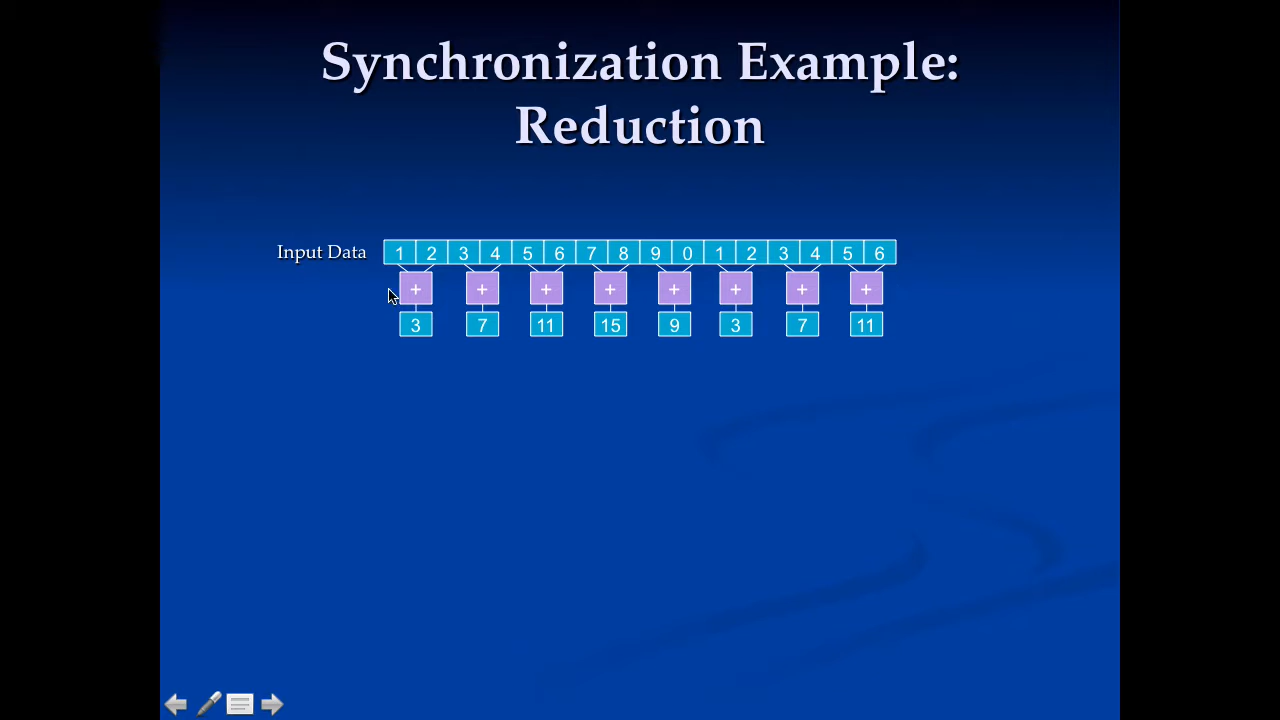 Synchronization Example:
Reduction
Input Data 1 2 3 4 5 6 7 8 9 0 1 2 3 4 5 6
+ + + + + + + +
3 7 11 15 9 3 7 11